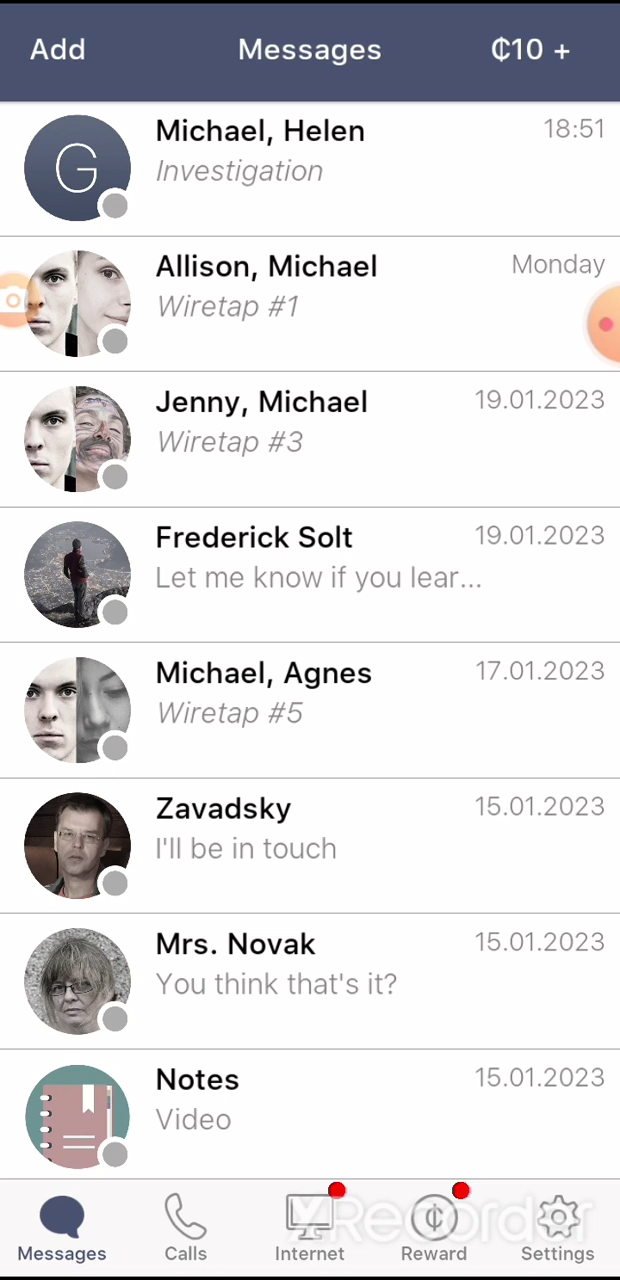 Add Messages ₵10 +
G
Michael, Helen 18:51
Investigation
Allison, Michael Monday
Wiretap #1
Jenny, Michael 19.01.2023
Wiretap #3
Frederick Solt 19.01.2023
Let me know if you lear...
Michael, Agnes 17.01.2023
Wiretap #5
Zavadsky 15.01.2023
I'll be in touch
Mrs. Novak 15.01.2023
You think that's it?
Notes 15.01.2023
Video
XRecorder
₵
Messages Calls Internet Reward Settings